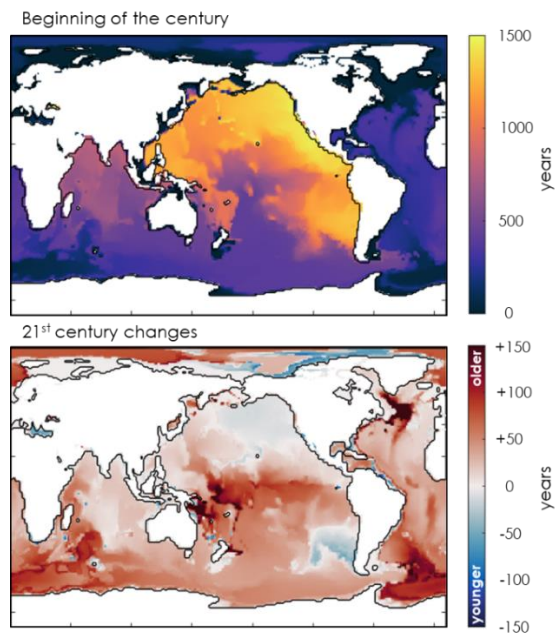 Beginning of the century
1500
1000
500
0
years
21st century changes
older
+150
+100
+50
0
-50
-100
-150
younger
years